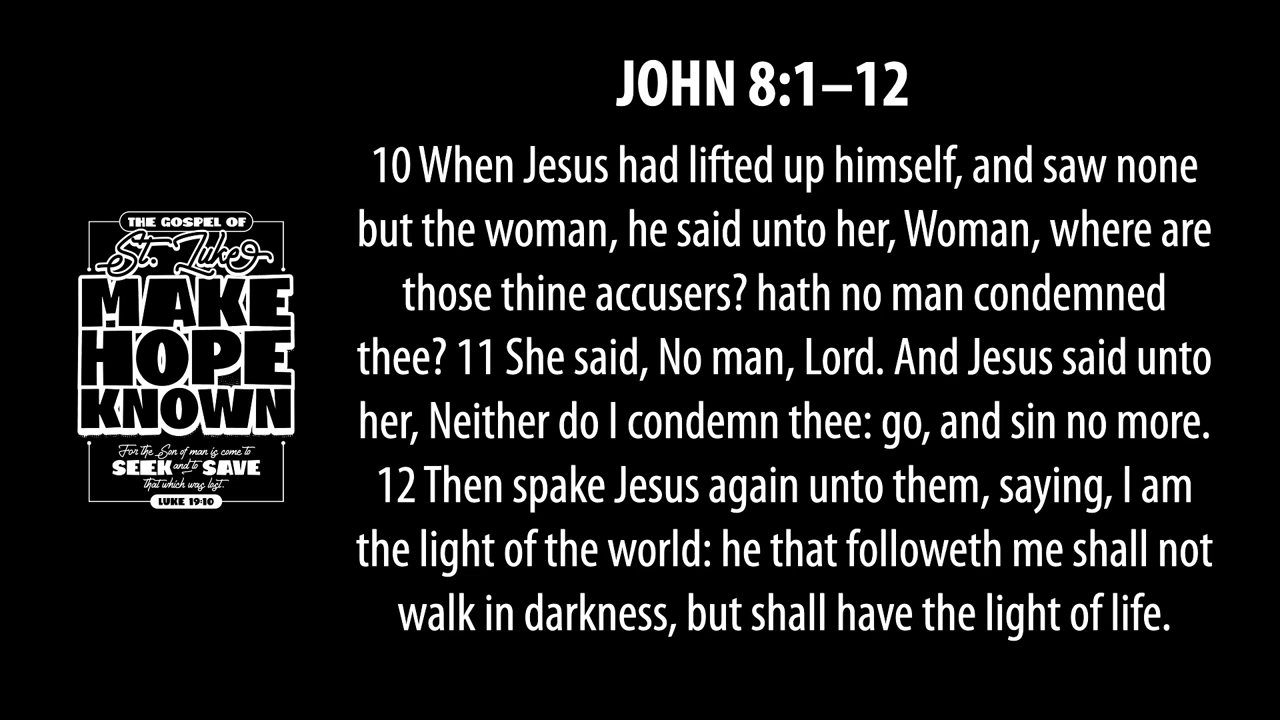 JOHN 8:1–12
10 When Jesus had lifted up himself, and saw none
but the woman, he said unto her, Woman, where are
those thine accusers? hath no man condemned
thee? 11 She said, No man, Lord. And Jesus said unto
her, Neither do I condemn thee: go, and sin no more.
12 Then spake Jesus again unto them, saying, I am
the light of the world: he that followeth me shall not
walk in darkness, but shall have the light of life.
THE GOSPEL OF
St. Luke
MAKE
HOPE
KNOWN
For the Son of man is come to
SEEK and to SAVE
that which was lost.
LUKE 19:10